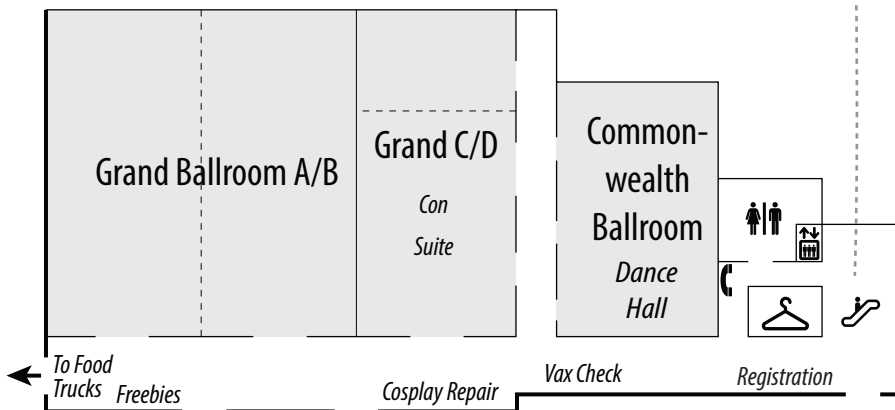 Grand Ballroom A/B
Grand C/D
Con
Suite
Common-
wealth
Ballroom
Dance
Hall
To Food
Trucks
Freebies
Cosplay Repair
Vax Check
Registration